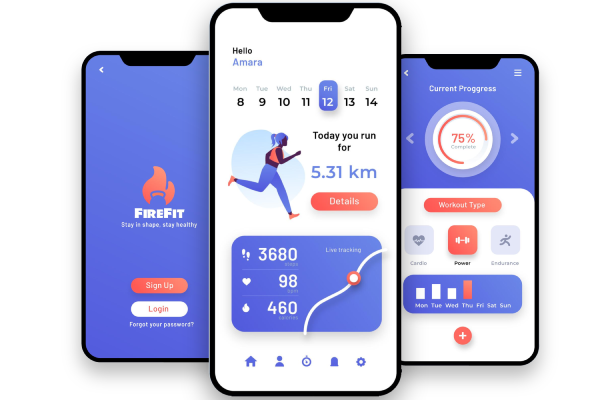 FIREFIT
Stay in shape, stay healthy
Sign Up
Login
Forgot your password?
Hello
Amara
Mon Tue Wed Thu Fri Sat Sun
8 9 10 11 12 13 14
Today you run
for
5.31 km
Details
3680
steps
Live tracking
98
bpm
460
calories
Current Proggress
75%
Complete
Workout Type
Cardio Power Endurance
Mon Tue Wed Thu Fri Sat Sun